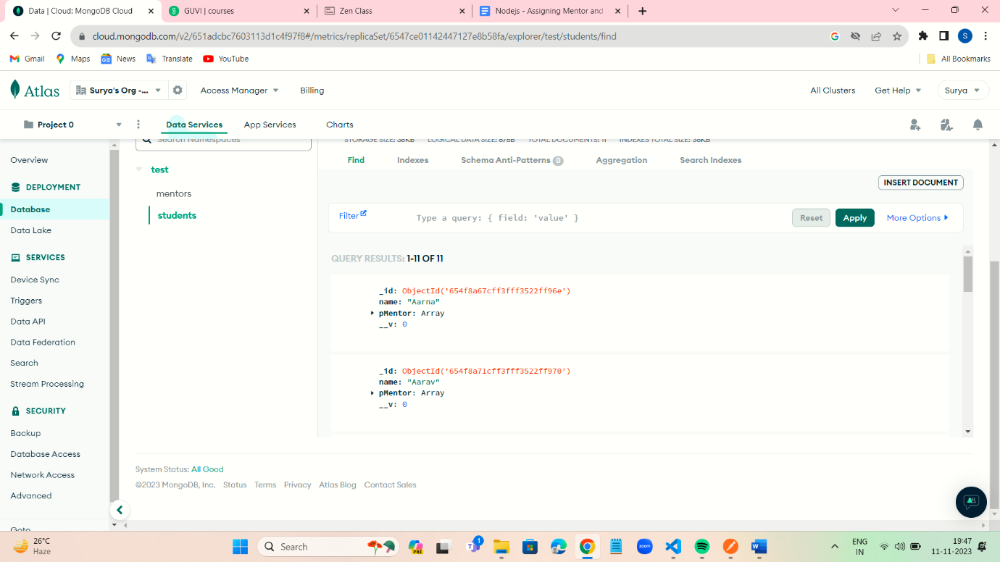 Data | Cloud: MongoDB Cloud
GUVI | courses
Zen Class
Nodejs - Assigning Mentor and
cloud.mongodb.com/v2/651adcbc7603113d1c4f97f8#/metrics/replicaSet/6547ce01142447127e8b58fa/explorer/test/students/find
S
Gmail
Maps
News
Translate
YouTube
All Bookmarks
Atlas
Surya's Org -...
Access Manager
Billing
All Clusters
Get Help
Surya
Project 0
Data Services
App Services
Charts
Overview
DEPLOYMENT
Database
Data Lake
SERVICES
Device Sync
Triggers
Data API
Data Federation
Search
Stream Processing
SECURITY
Backup
Database Access
Network Access
Advanced
Goto
Search Namespaces
test
mentors
students
STORAGE SIZE: 36KB LOGICAL DATA SIZE: 675B TOTAL DOCUMENTS: 11 INDEXES TOTAL SIZE: 36KB
Find
Indexes
Schema Anti-Patterns 0
Aggregation
Search Indexes
INSERT DOCUMENT
Filter
Type a query: { field: 'value' }
Reset
Apply
More Options
QUERY RESULTS: 1-11 OF 11
_id: ObjectId('654f8a67cff3fff3522ff96e')
name: "Aarna"
pMentor: Array
__v: 0
_id: ObjectId('654f8a71cff3fff3522ff970')
name: "Aarav"
pMentor: Array
__v: 0
System Status: All Good
©2023 MongoDB, Inc. Status Terms Privacy Atlas Blog Contact Sales
26°C
Haze
Search
PRE
1
zoom
ENG
IN
19:47
11-11-2023